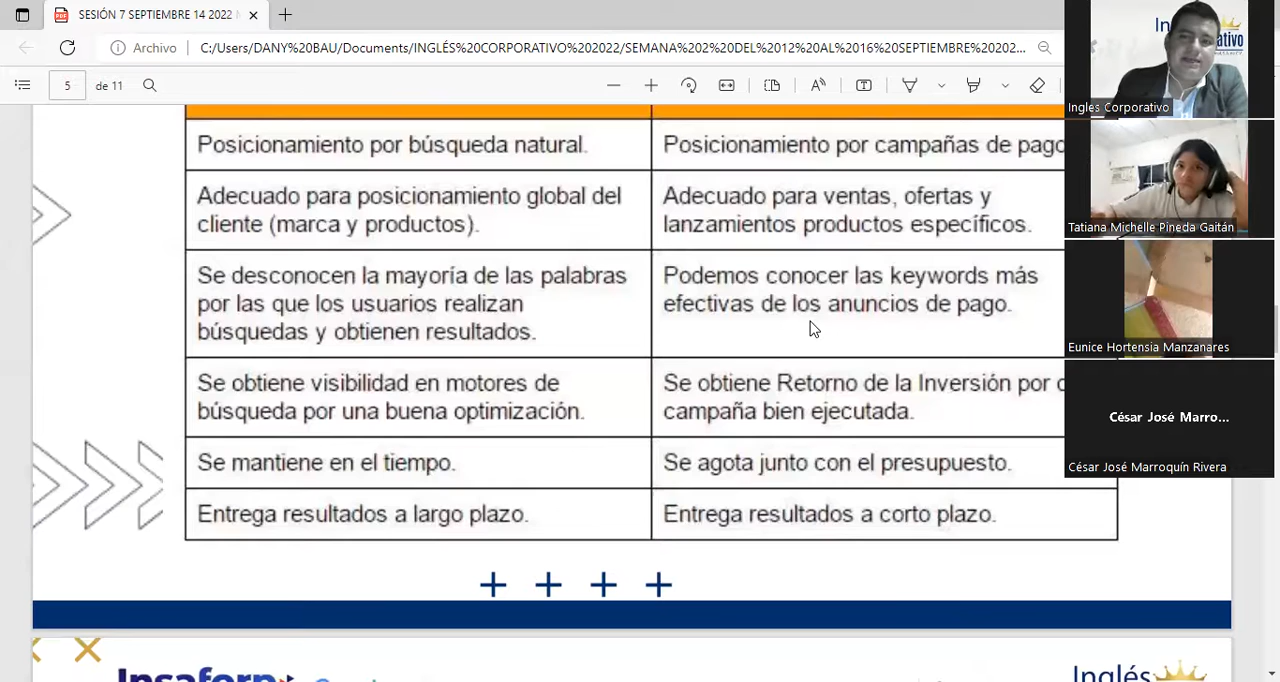 SESIÓN 7 SEPTIEMBRE 14 2022
Archivo
C:/Users/DANY%20BAU/Documents/INGLÉS%20CORPORATIVO%202022/SEMANA%202%20DEL%2012%20AL%2016%20SEPTIEMBRE%20202...
5 de 11
Posicionamiento por búsqueda natural.
Posicionamiento por campañas de pago
Adecuado para posicionamiento global del
cliente (marca y productos).
Adecuado para ventas, ofertas y
lanzamientos productos específicos.
Se desconocen la mayoría de las palabras
por las que los usuarios realizan
búsquedas y obtienen resultados.
Podemos conocer las keywords más
efectivas de los anuncios de pago.
Se obtiene visibilidad en motores de
búsqueda por una buena optimización.
Se obtiene Retorno de la Inversión por
campaña bien ejecutada.
Se mantiene en el tiempo.
Se agota junto con el presupuesto.
Entrega resultados a largo plazo.
Entrega resultados a corto plazo.
Inglés
Ingles Corporativo
Tatiana Michelle Pineda Gaitán
Eunice Hortensia Manzanares
César José Marro...
César José Marroquín Rivera